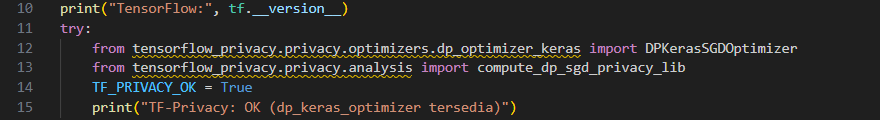 10 print("TensorFlow:", tf.__version__)
11 try:
12 from tensorflow_privacy.privacy.optimizers.dp_optimizer_keras import DPKerasSGDOptimizer
13 from tensorflow_privacy.privacy.analysis import compute_dp_sgd_privacy_lib
14 TF_PRIVACY_OK = True
15 print("TF-Privacy: OK (dp_keras_optimizer tersedia)")